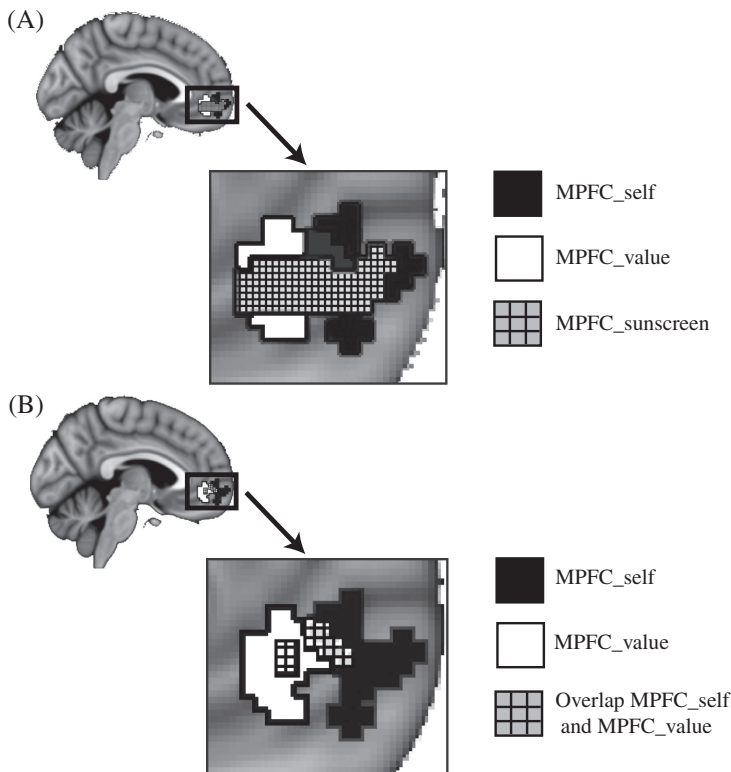 (A)
MPFC_self
MPFC_value
MPFC_sunscreen
(B)
MPFC_self
MPFC_value
Overlap MPFC_self
and MPFC_value